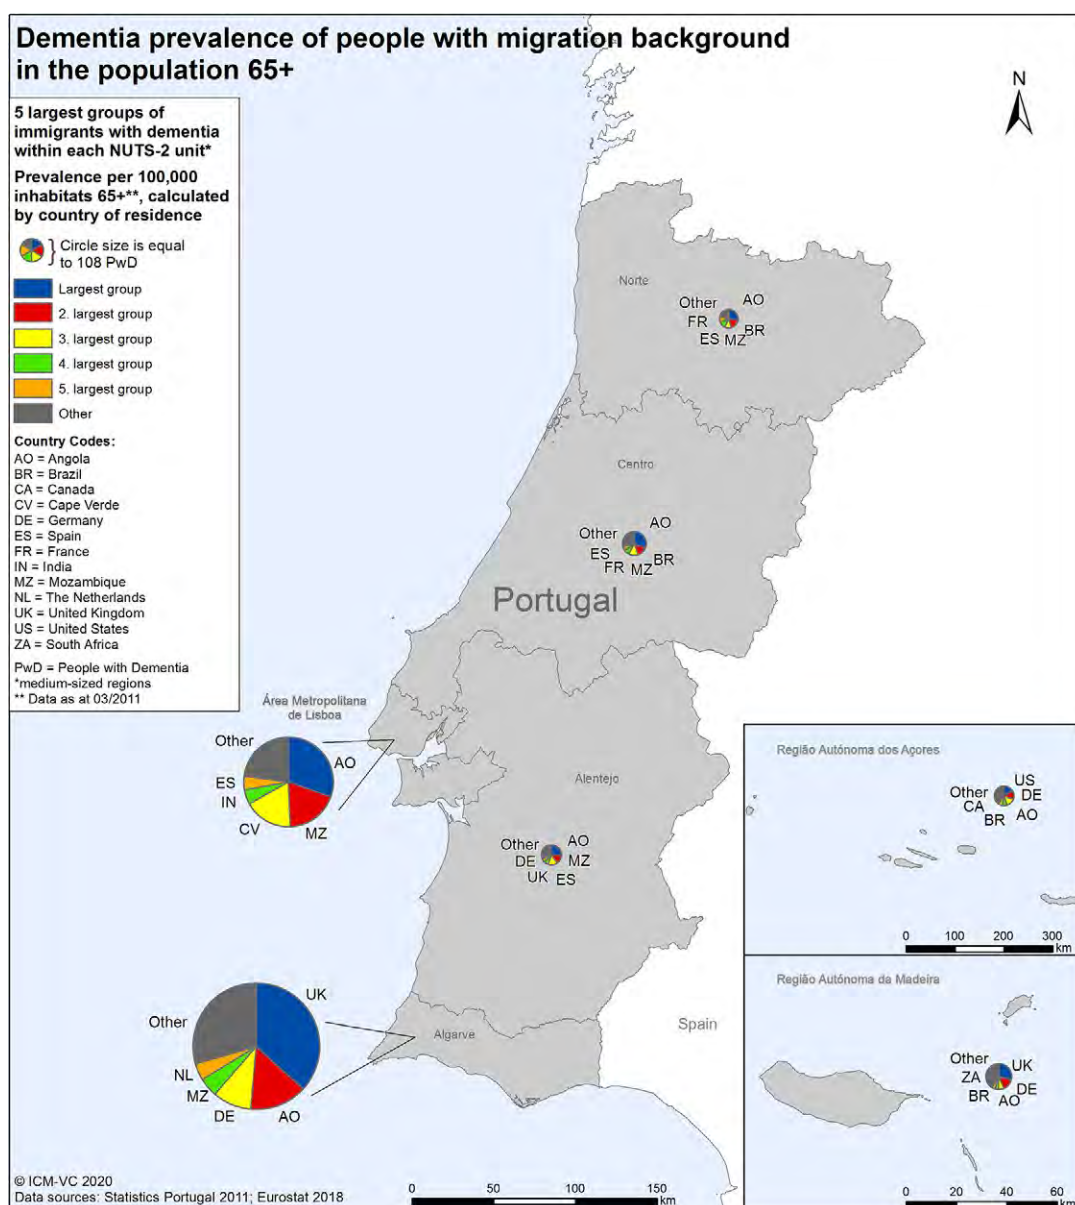 Dementia prevalence of people with migration background
in the population 65+
N
5 largest groups of
immigrants with dementia
within each NUTS-2 unit*
Prevalence per 100,000
inhabitats 65+**, calculated
by country of residence
Circle size is equal
to 108 PwD
Largest group
2. largest group
3. largest group
4. largest group
5. largest group
Other
Country Codes:
AO = Angola
BR = Brazil
CA = Canada
CV = Cape Verde
DE = Germany
ES = Spain
FR = France
IN = India
MZ = Mozambique
NL = The Netherlands
UK = United Kingdom
US = United States
ZA = South Africa
PwD = People with Dementia
*medium-sized regions
** Data as at 03/2011
Norte
Other AO
FR BR
ES MZ
Centro
Other AO
ES BR
FR MZ
Portugal
Área Metropolitana
de Lisboa
Other
AO
ES
IN
CV MZ
Alentejo
Other AO
DE MZ
UK ES
Algarve
UK
Other
NL
MZ
DE AO
Spain
Região Autónoma dos Açores
Other US
CA DE
BR AO
0 100 200 300
km
Região Autónoma da Madeira
Other UK
ZA DE
BR AO
0 20 40 60
km
© ICM-VC 2020
Data sources: Statistics Portugal 2011; Eurostat 2018
0 50 100 150
km